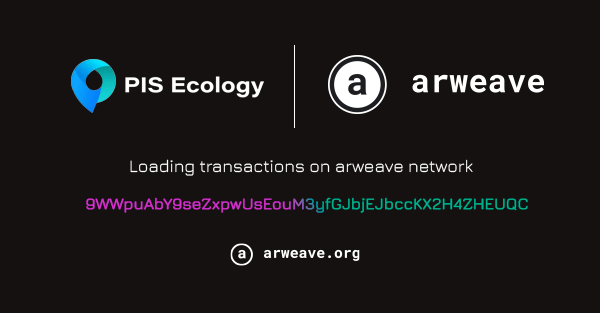 PIS Ecology
a arweave
Loading transactions on arweave network
9WWpuAbY9seZxpwUsEouM3yfGJbjEJbccKX2H4ZHEUQC
a arweave.org